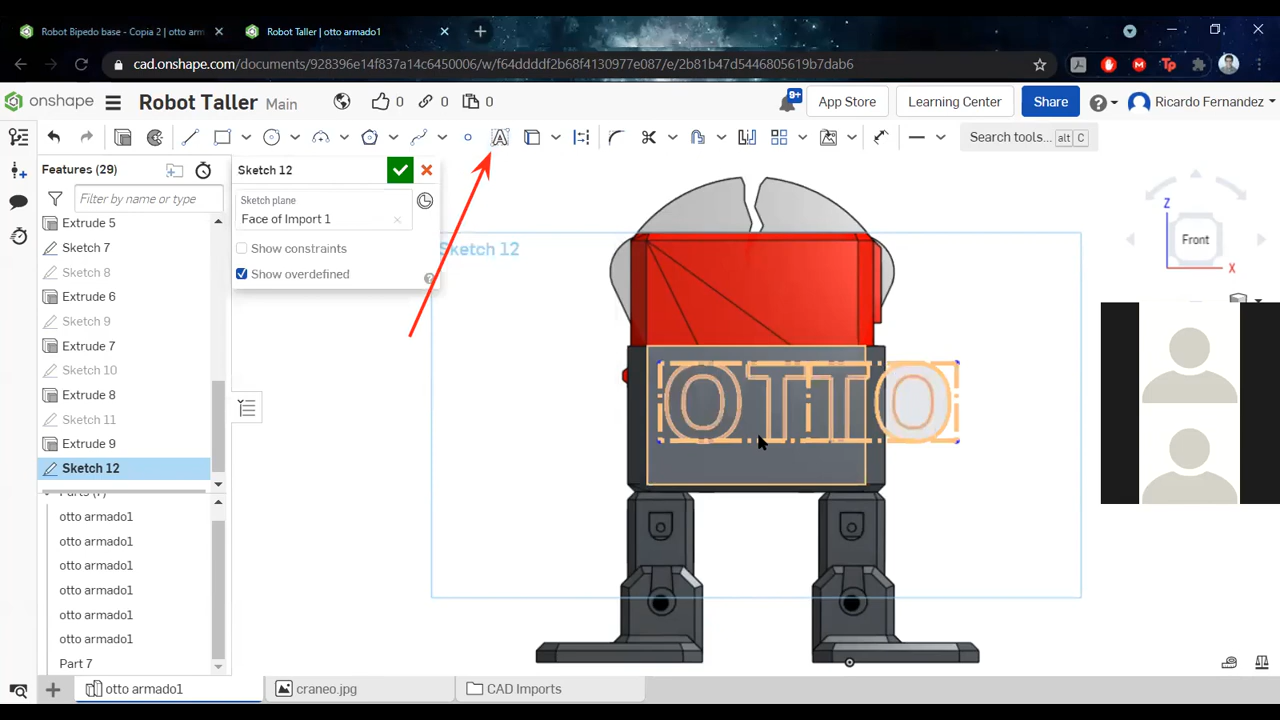 Robot Bipedo base - Copia 2 | otto arm
Robot Taller | otto armado1
cad.onshape.com/documents/928396e14f837a14c6450006/w/f64ddddf2b68f4130977e087/e/2b81b47d5446805619b7dab6
onshape
Robot Taller Main
0
0
0
9+
App Store
Learning Center
Share
Ricardo Fernandez
Search tools...
alt
C
Features (29)
Filter by name or type
Extrude 5
Sketch 7
Sketch 8
Extrude 6
Sketch 9
Extrude 7
Sketch 10
Extrude 8
Sketch 11
Extrude 9
Sketch 12
Parts (7)
otto armado1
otto armado1
otto armado1
otto armado1
otto armado1
otto armado1
Part 7
Sketch 12
Sketch plane
Face of Import 1
Show constraints
Show overdefined
Sketch 12
OTTO
Z
Front
X
otto armado1
craneo.jpg
CAD Imports